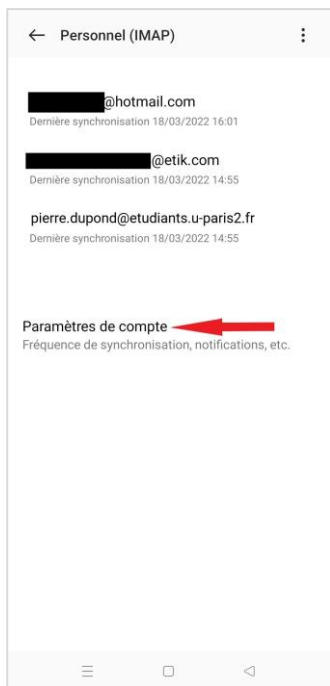 Personnel (IMAP)
@hotmail.com
Dernière synchronisation 18/03/2022 16:01
@etik.com
Dernière synchronisation 18/03/2022 14:55
pierre.dupond@etudiants.u-paris2.fr
Dernière synchronisation 18/03/2022 14:55
Paramètres de compte
Fréquence de synchronisation, notifications, etc.